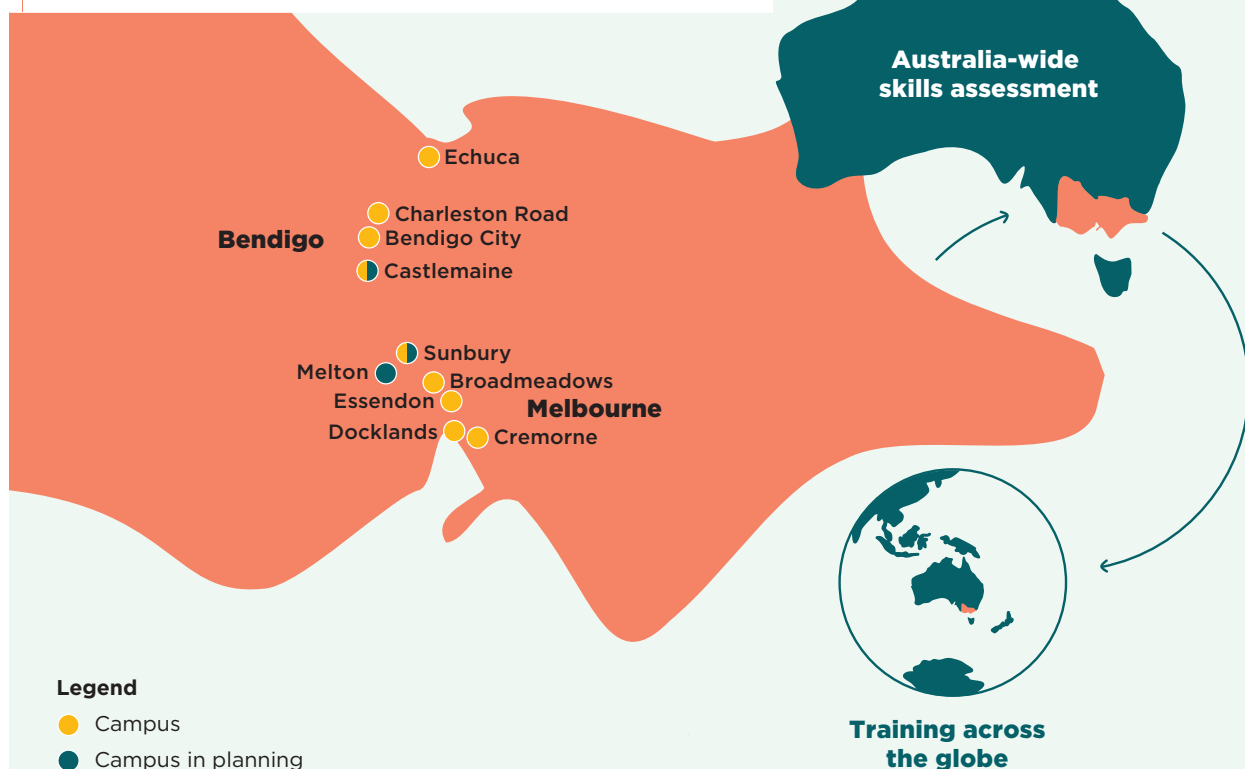 Australia-wide
skills assessment
Echuca
Charleston Road
Bendigo
Bendigo City
Castlemaine
Sunbury
Melton
Broadmeadows
Essendon
Melbourne
Docklands
Cremorne
Legend
Campus
Campus in planning
Training across
the globe